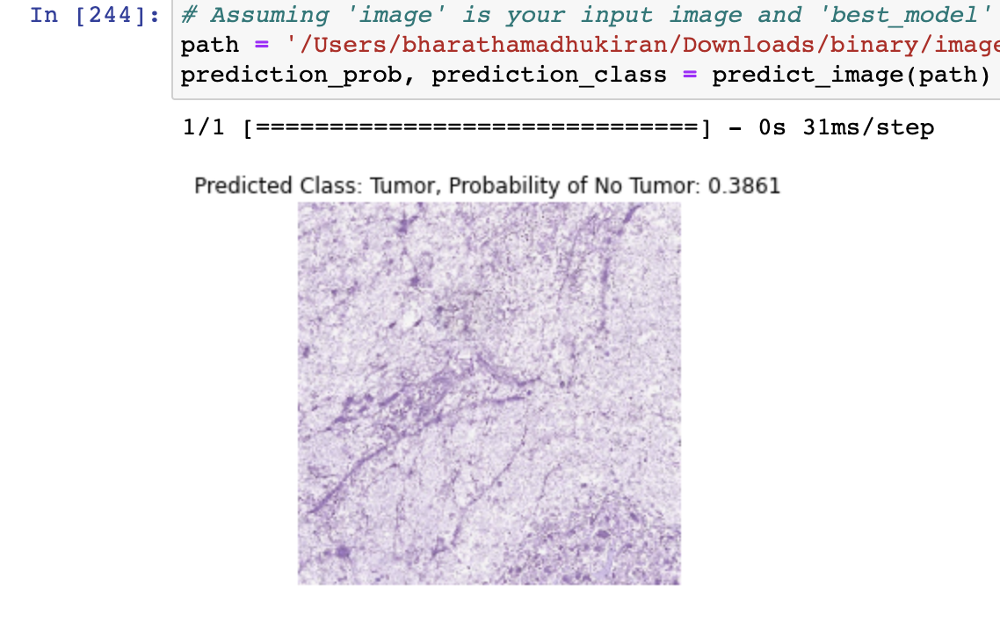 In [244]: # Assuming 'image' is your input image and 'best_model'
path = '/Users/bharathamadhukiran/Downloads/binary/image
prediction_prob, prediction_class = predict_image(path)
1/1 [==============================] - 0s 31ms/step
Predicted Class: Tumor, Probability of No Tumor: 0.3861